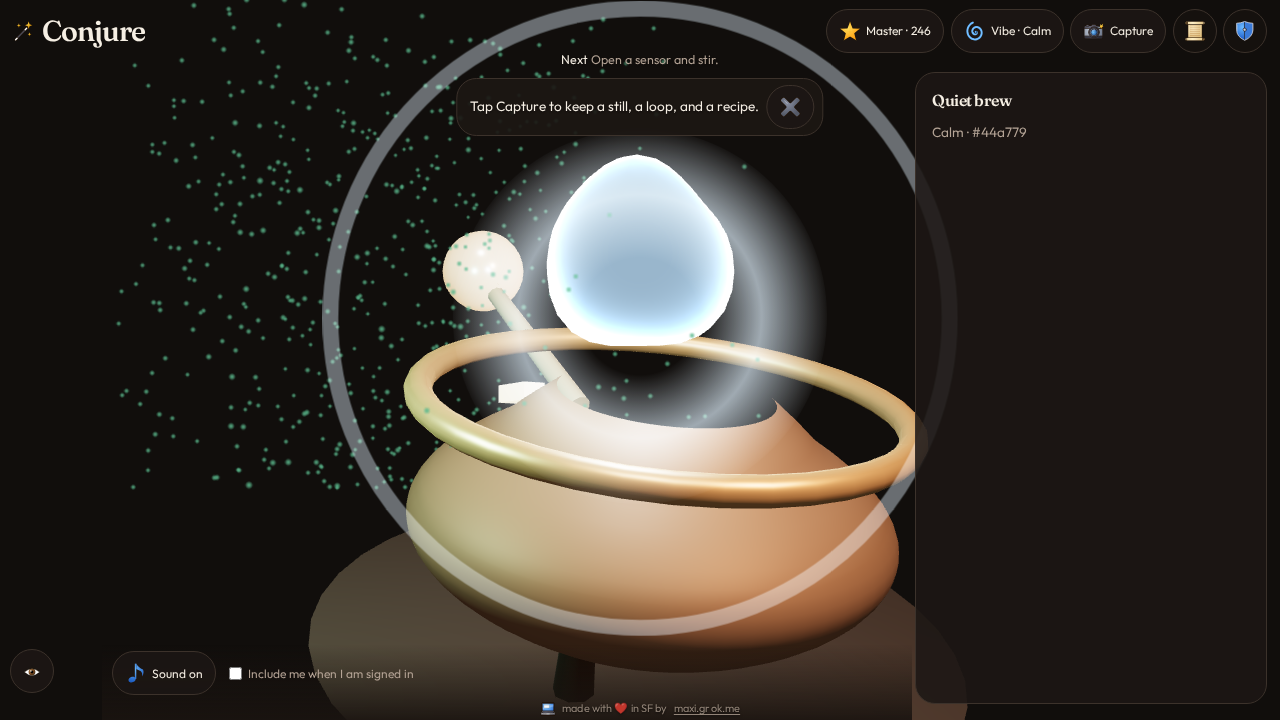 Conjure
Master · 246
Vibe · Calm
Capture
Next Open a sensor and stir.
Tap Capture to keep a still, a loop, and a recipe.
Quiet brew
Calm · #44a779
Sound on
Include me when I am signed in
made with ❤️ in SF by maxi.grok.me